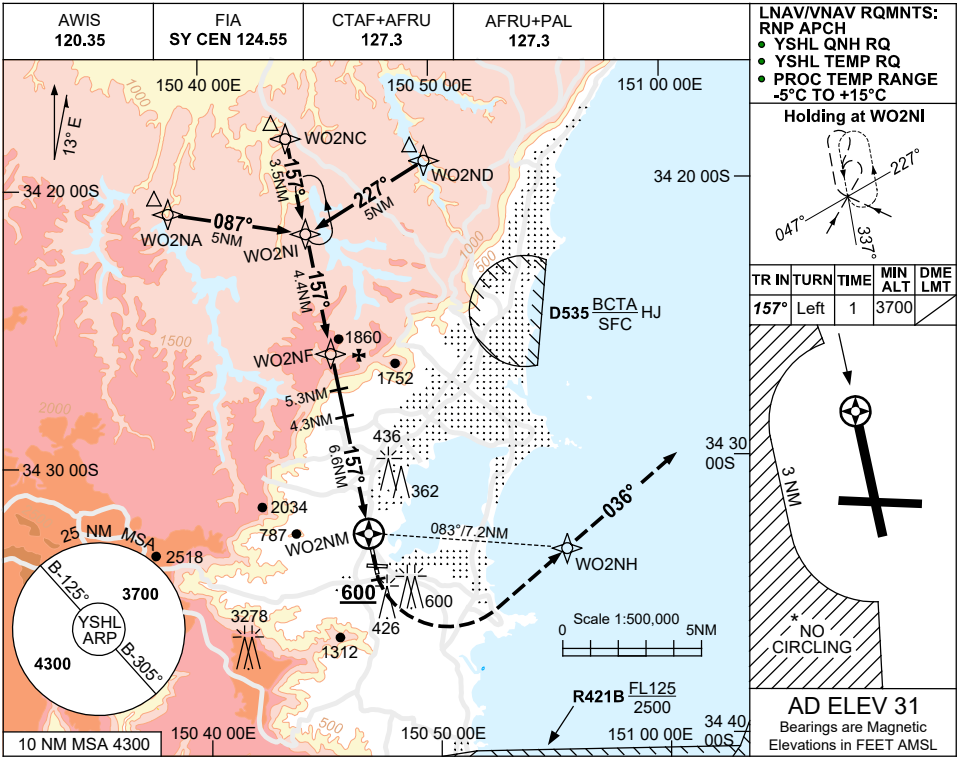 AWIS
120.35
FIA
SY CEN 124.55
CTAF+AFRU
127.3
AFRU+PAL
127.3
LNAV/VNAV RQMNTS:
RNP APCH
• YSHL QNH RQ
• YSHL TEMP RQ
• PROC TEMP RANGE
-5°C TO +15°C
Holding at WO2NI
227°
047°
337°
TR IN TURN TIME MIN ALT DME LMT
157° Left 1 3700
3 NM
* NO
CIRCLING
AD ELEV 31
Bearings are Magnetic
Elevations in FEET AMSL
150 40 00E
150 50 00E
151 00 00E
13° E
1000
WO2NC
WO2ND
157°
3.5NM
227°
5NM
34 20 00S
34 20 00S
087°
5NM
WO2NA
WO2NI
1000
500
157°
4.4NM
D535 BCTA
SFC HJ
1500
1860
WO2NF
1752
5.3NM
4.3NM
2000
157°
6.6NM
436
362
34 30
00S
34 30 00S
036°
2034
787
WO2NM
083°/7.2NM
WO2NH
25 NM MSA
2518
B-125°
3700
YSHL
ARP
4300
B-305°
600
600
426
3278
1312
Scale 1:500,000
0
5NM
R421B FL125
2500
500
34 40
00S
150 40 00E
150 50 00E
151 00 00E
10 NM MSA 4300